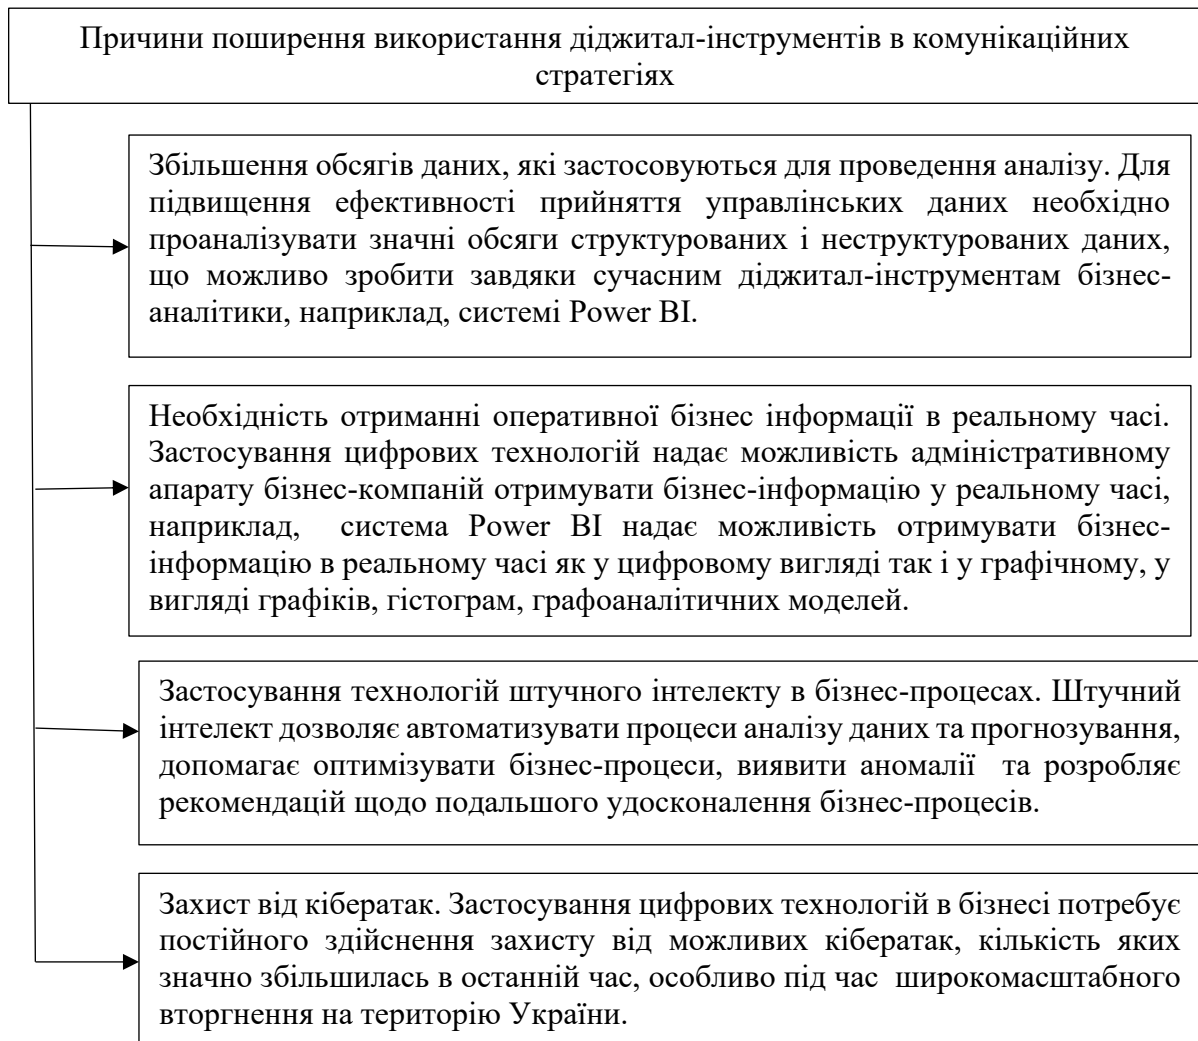 Причини поширення використання діджитал-інструментів в комунікаційних
стратегіях
Збільшення обсягів даних, які застосовуються для проведення аналізу. Для
підвищення ефективності прийняття управлінських даних необхідно
проаналізувати значні обсяги структурованих і неструктурованих даних,
що можливо зробити завдяки сучасним діджитал-інструментам бізнес-
аналітики, наприклад, системі Power BI.
Необхідність отриманні оперативної бізнес інформації в реальному часі.
Застосування цифрових технологій надає можливість адміністративному
апарату бізнес-компаній отримувати бізнес-інформацію у реальному часі,
наприклад, система Power BI надає можливість отримувати бізнес-
інформацію в реальному часі як у цифровому вигляді так і у графічному, у
вигляді графіків, гістограм, графоаналітичних моделей.
Застосування технологій штучного інтелекту в бізнес-процесах. Штучний
інтелект дозволяє автоматизувати процеси аналізу даних та прогнозування,
допомагає оптимізувати бізнес-процеси, виявити аномалії та розробляє
рекомендацій щодо подальшого удосконалення бізнес-процесів.
Захист від кібератак. Застосування цифрових технологій в бізнесі потребує
постійного здійснення захисту від можливих кібератак, кількість яких
значно збільшилась в останній час, особливо під час широкомасштабного
вторгнення на територію України.